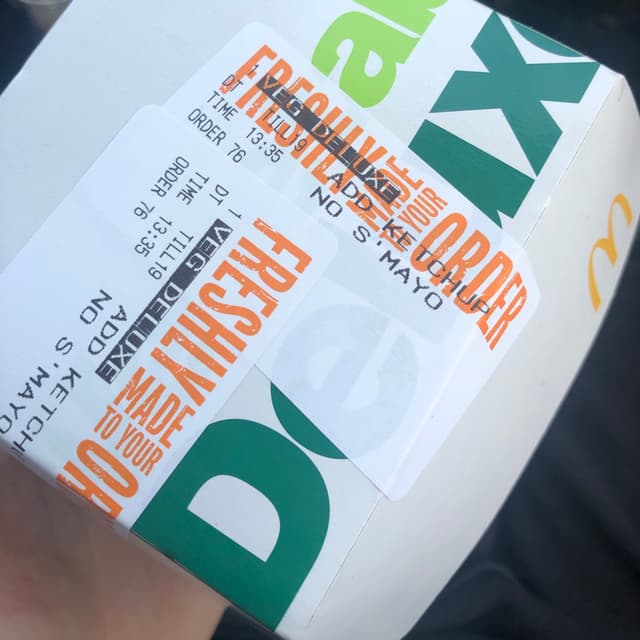 FRESHLY
MADE
TO YOUR
ORDER
1 VEG DELUXE
ADD KETCHUP
NO S.MAYO
DT TILL19
TIME 13:35
ORDER 76
FRESHLY
MADE
TO YOUR
OR
1 VEG DELUXE
ADD KETCH
NO S.MAYO
DT TILL19
TIME 13:35
ORDER 76
De